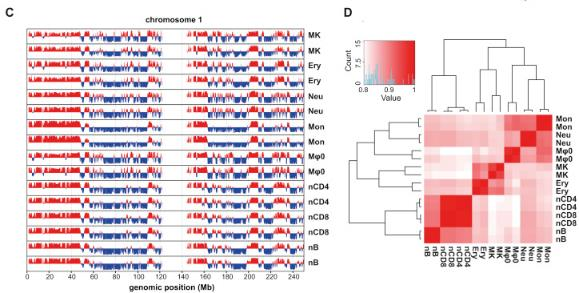 C
chromosome 1
MK
MK
Ery
Ery
Neu
Neu
Mon
Mon
Mφ0
Mφ0
nCD4
nCD4
nCD8
nCD8
nB
nB
0 20 40 60 80 100 120 140 160 180 200 220 240
genomic position (Mb)
D
Count
15
7.5
0
0.8 0.9 1
Value
Mon
Mon
Neu
Neu
Mφ0
Mφ0
MK
MK
Ery
Ery
nCD4
nCD4
nCD8
nCD8
nB
nB
nB nB nCD8 nCD8 nCD4 nCD4 Ery Ery MK MK Mφ0 Mφ0 Neu Neu Mon Mon